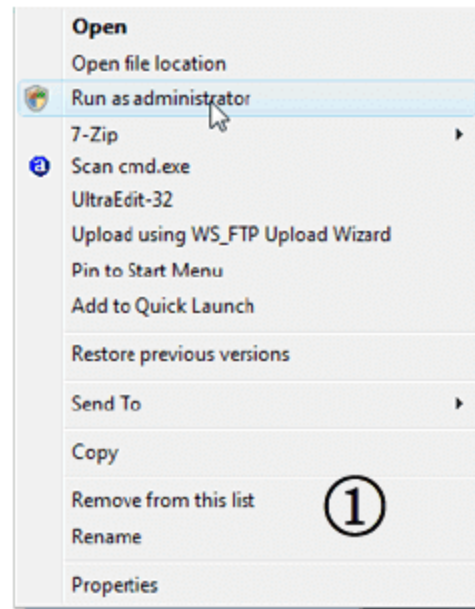 Open
Open file location
Run as administrator
7-Zip
Scan cmd.exe
UltraEdit-32
Upload using WS_FTP Upload Wizard
Pin to Start Menu
Add to Quick Launch
Restore previous versions
Send To
Copy
Remove from this list
①
Rename
Properties